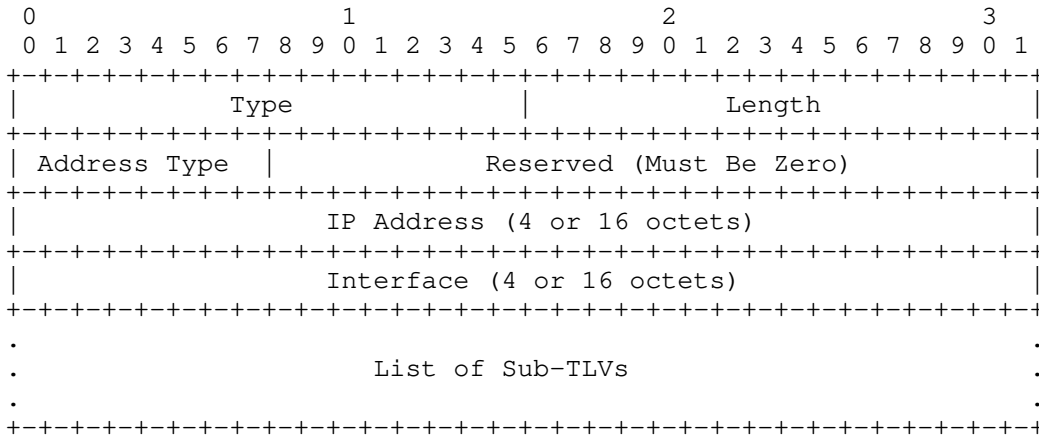 0                   1                   2                   3
 0 1 2 3 4 5 6 7 8 9 0 1 2 3 4 5 6 7 8 9 0 1 2 3 4 5 6 7 8 9 0 1
+-+-+-+-+-+-+-+-+-+-+-+-+-+-+-+-+-+-+-+-+-+-+-+-+-+-+-+-+-+-+-+-+
|             Type              |            Length             |
+-+-+-+-+-+-+-+-+-+-+-+-+-+-+-+-+-+-+-+-+-+-+-+-+-+-+-+-+-+-+-+-+
| Address Type  |             Reserved (Must Be Zero)           |
+-+-+-+-+-+-+-+-+-+-+-+-+-+-+-+-+-+-+-+-+-+-+-+-+-+-+-+-+-+-+-+-+
|                   IP Address (4 or 16 octets)                 |
+-+-+-+-+-+-+-+-+-+-+-+-+-+-+-+-+-+-+-+-+-+-+-+-+-+-+-+-+-+-+-+-+
|                   Interface (4 or 16 octets)                  |
+-+-+-+-+-+-+-+-+-+-+-+-+-+-+-+-+-+-+-+-+-+-+-+-+-+-+-+-+-+-+-+-+
.                                                               .
.                      List of Sub-TLVs                         .
.                                                               .
+-+-+-+-+-+-+-+-+-+-+-+-+-+-+-+-+-+-+-+-+-+-+-+-+-+-+-+-+-+-+-+-+